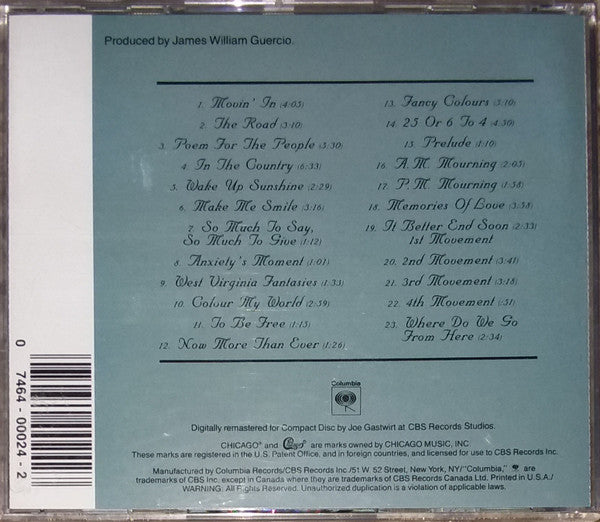 Produced by James William Guercio.
1. Movin' In (4:05)
2. The Road (3:10)
3. Poem For The People (5:30)
4. In The Country (6:33)
5. Wake Up Sunshine (2:29)
6. Make Me Smile (3:16)
7. So Much To Say,
So Much To Give (1:12)
8. Anxiety's Moment (1:01)
9. West Virginia Fantasies (1:33)
10. Colour My World (2:59)
11. To Be Free (1:15)
12. Now More Than Ever (1:26)
13. Fancy Colours (5:10)
14. 25 Or 6 To 4 (4:50)
15. Prelude (1:10)
16. A.M. Mourning (2:05)
17. P.M. Mourning (1:58)
18. Memories Of Love (3:58)
19. It Better End Soon (2:33)
1st Movement
20. 2nd Movement (3:41)
21. 3rd Movement (3:18)
22. 4th Movement (:51)
23. Where Do We Go
From Here (2:34)
Columbia
Digitally remastered for Compact Disc by Joe Gastwirt at CBS Records Studios.
CHICAGO® and Chicago® are marks owned by CHICAGO MUSIC, INC.
These marks are registered in the U.S. Patent Office, and in foreign countries, and licensed for use to CBS Records Inc.
Manufactured by Columbia Records/CBS Records Inc./51 W. 52 Street, New York, NY/"Columbia," are
trademarks of CBS Inc. except in Canada where they are trademarks of CBS Records Canada Ltd. Printed in U.S.A./
WARNING: All Rights Reserved. Unauthorized duplication is a violation of applicable laws.
0 7464-00024-2